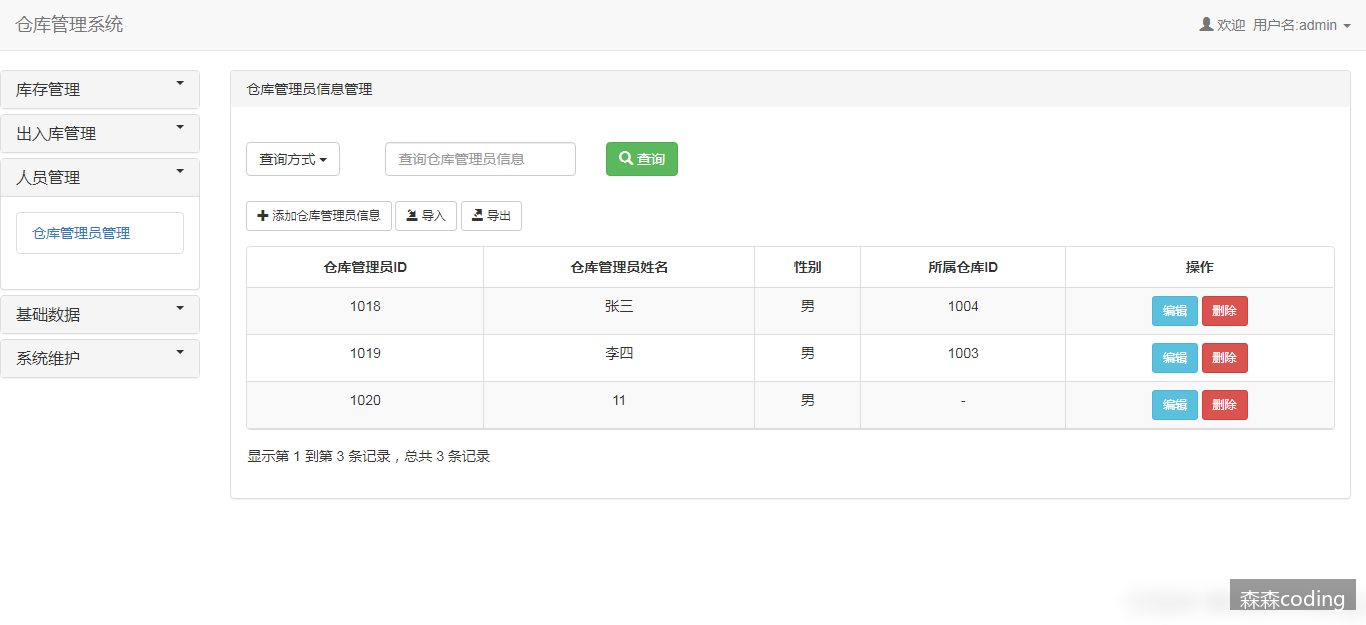 仓库管理系统
欢迎 用户名:admin
库存管理
出入库管理
人员管理
仓库管理员管理
基础数据
系统维护
仓库管理员信息管理
查询方式 查询仓库管理员信息 查询
添加仓库管理员信息 导入 导出
仓库管理员ID 仓库管理员姓名 性别 所属仓库ID 操作
1018 张三 男 1004 编辑 删除
1019 李四 男 1003 编辑 删除
1020 11 男 - 编辑 删除
显示第 1 到第 3 条记录，总共 3 条记录
森森coding